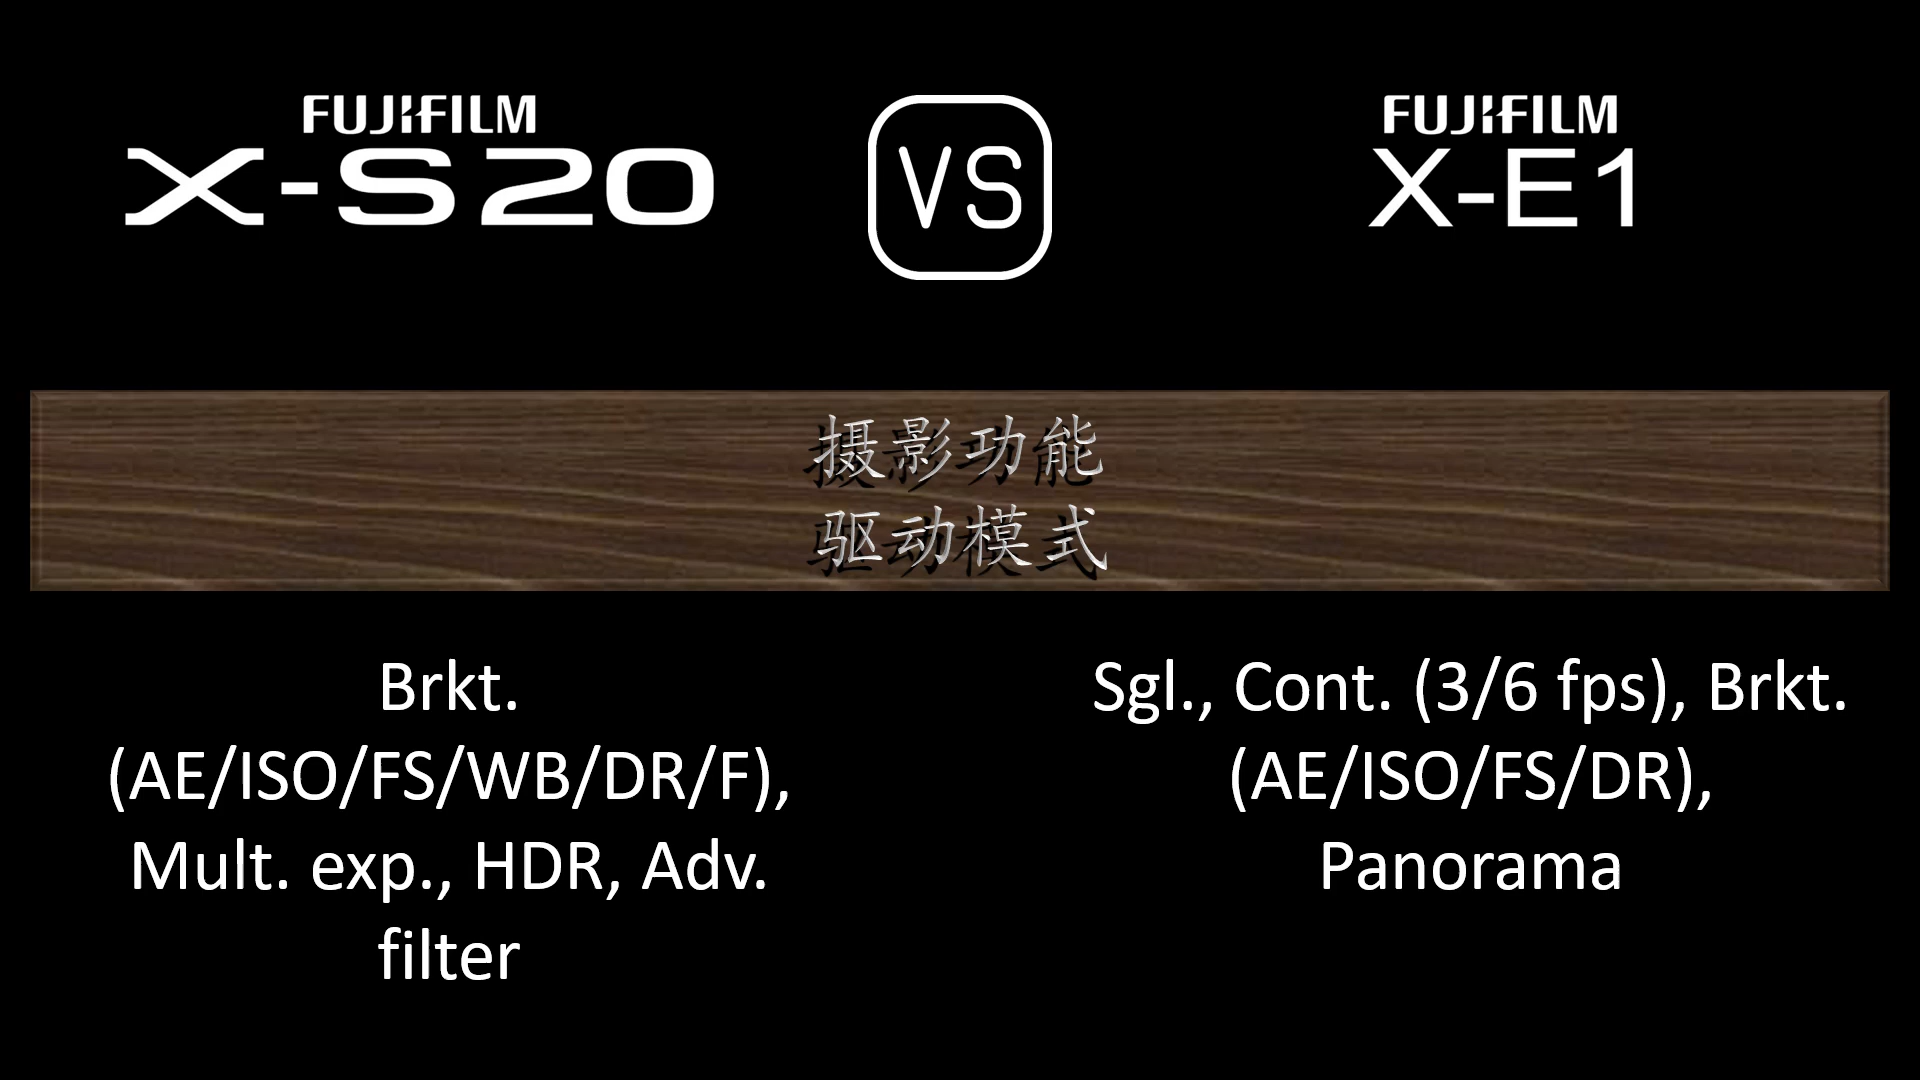 FUJIFILM
X-S20
VS
FUJIFILM
X-E1
摄影功能
驱动模式
Brkt.
(AE/ISO/FS/WB/DR/F),
Mult. exp., HDR, Adv.
filter
Sgl., Cont. (3/6 fps), Brkt.
(AE/ISO/FS/DR),
Panorama